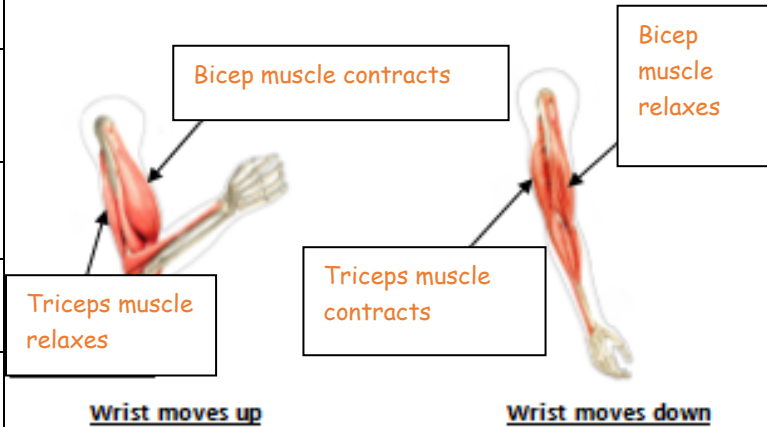 Bicep muscle contracts
Bicep
muscle
relaxes
Triceps muscle
relaxes
Triceps muscle
contracts
Wrist moves up
Wrist moves down